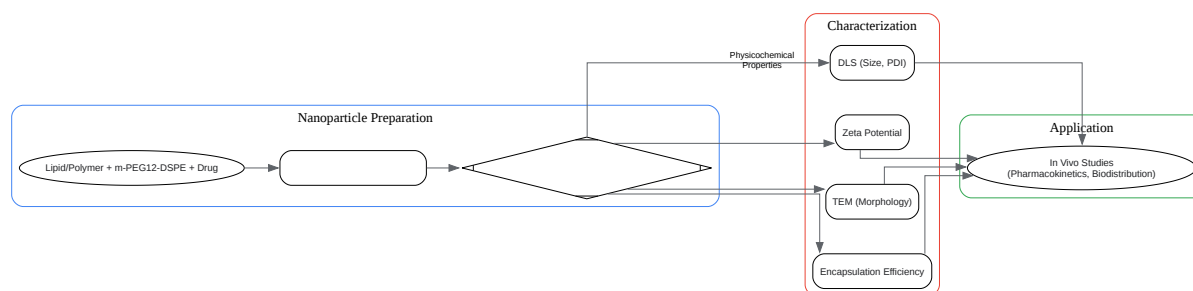 Characterization
Physicochemical
Properties
DLS (Size, PDI)
Nanoparticle Preparation
Zeta Potential
Application
Lipid/Polymer + m-PEG12-DSPE + Drug
In Vivo Studies
(Pharmacokinetics, Biodistribution)
TEM (Morphology)
Encapsulation Efficiency